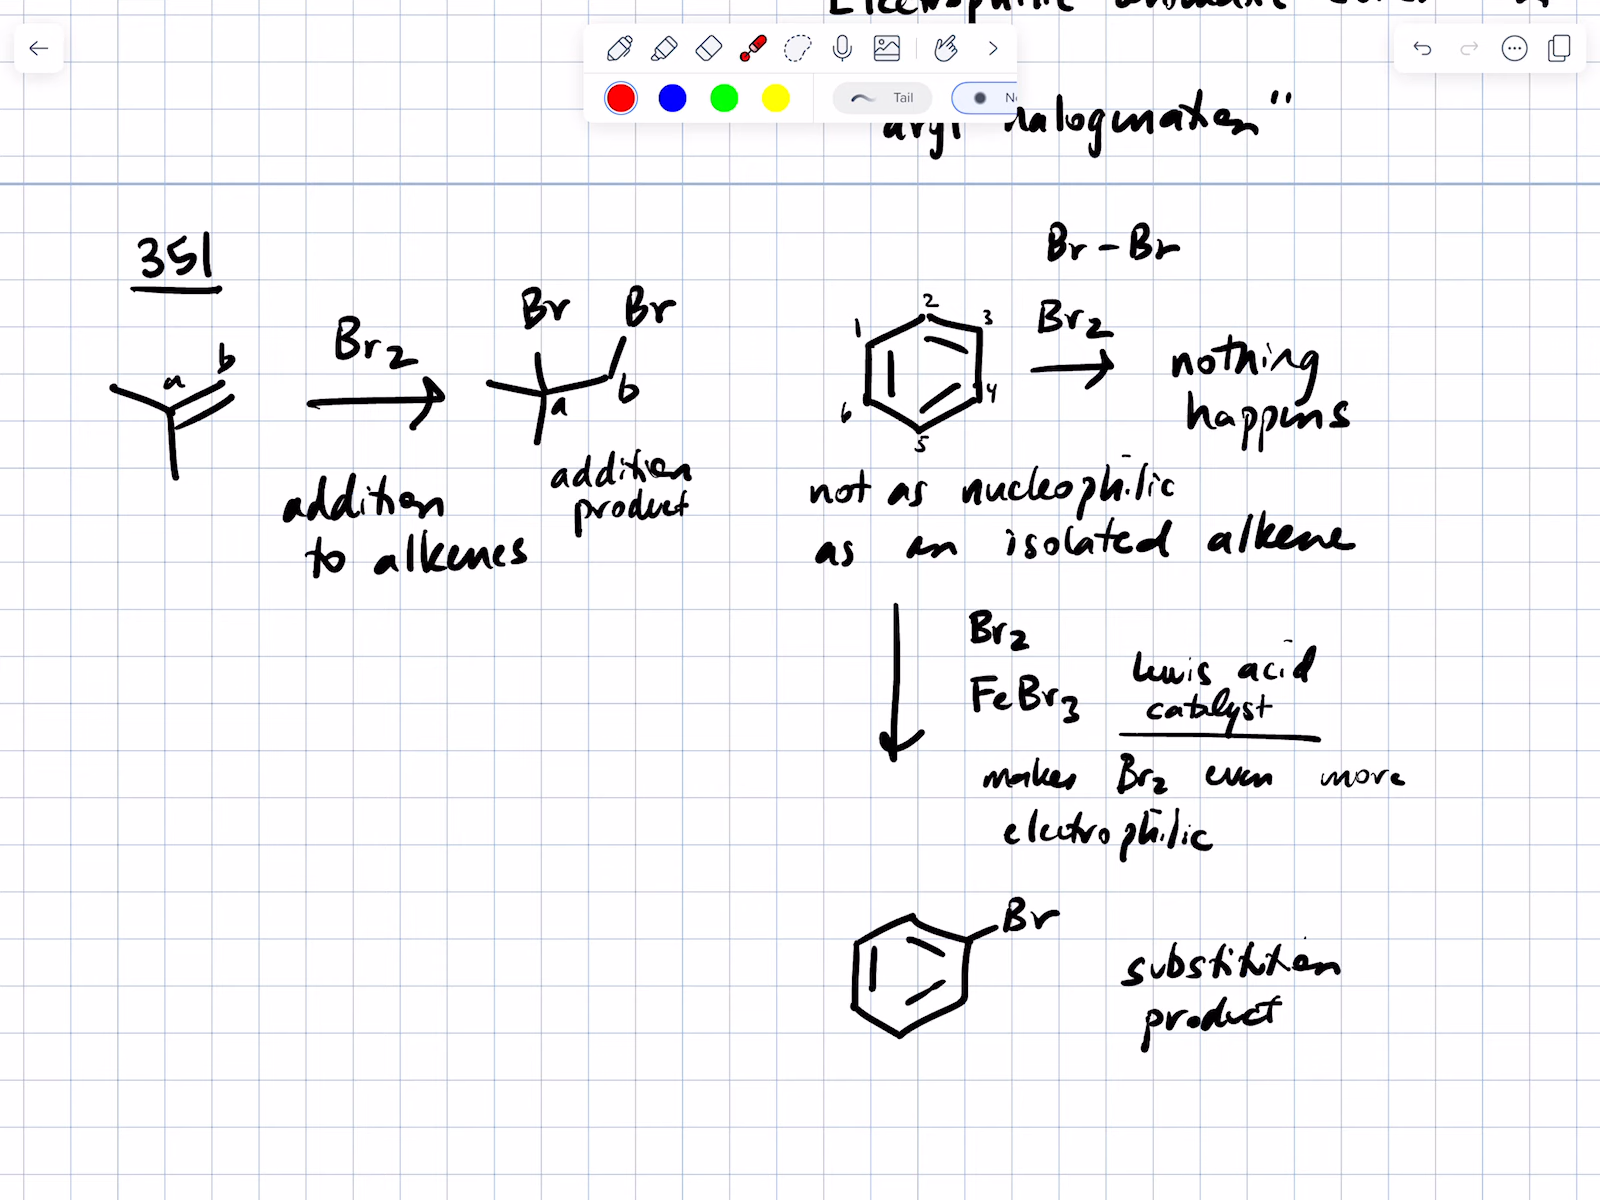 Electrophilic aromatic
Tail
aryl halogenation"
351
Br - Br
Br Br
2
1
3
Br2
Br2
a b
nothing
a b
6
4
5
happens
addition
product
not as nucleophilic
addition
to alkenes
as an isolated alkene
Br2
FeBr3
Lewis acid
catalyst
makes Br2 even more
electrophilic
Br
substitution
product